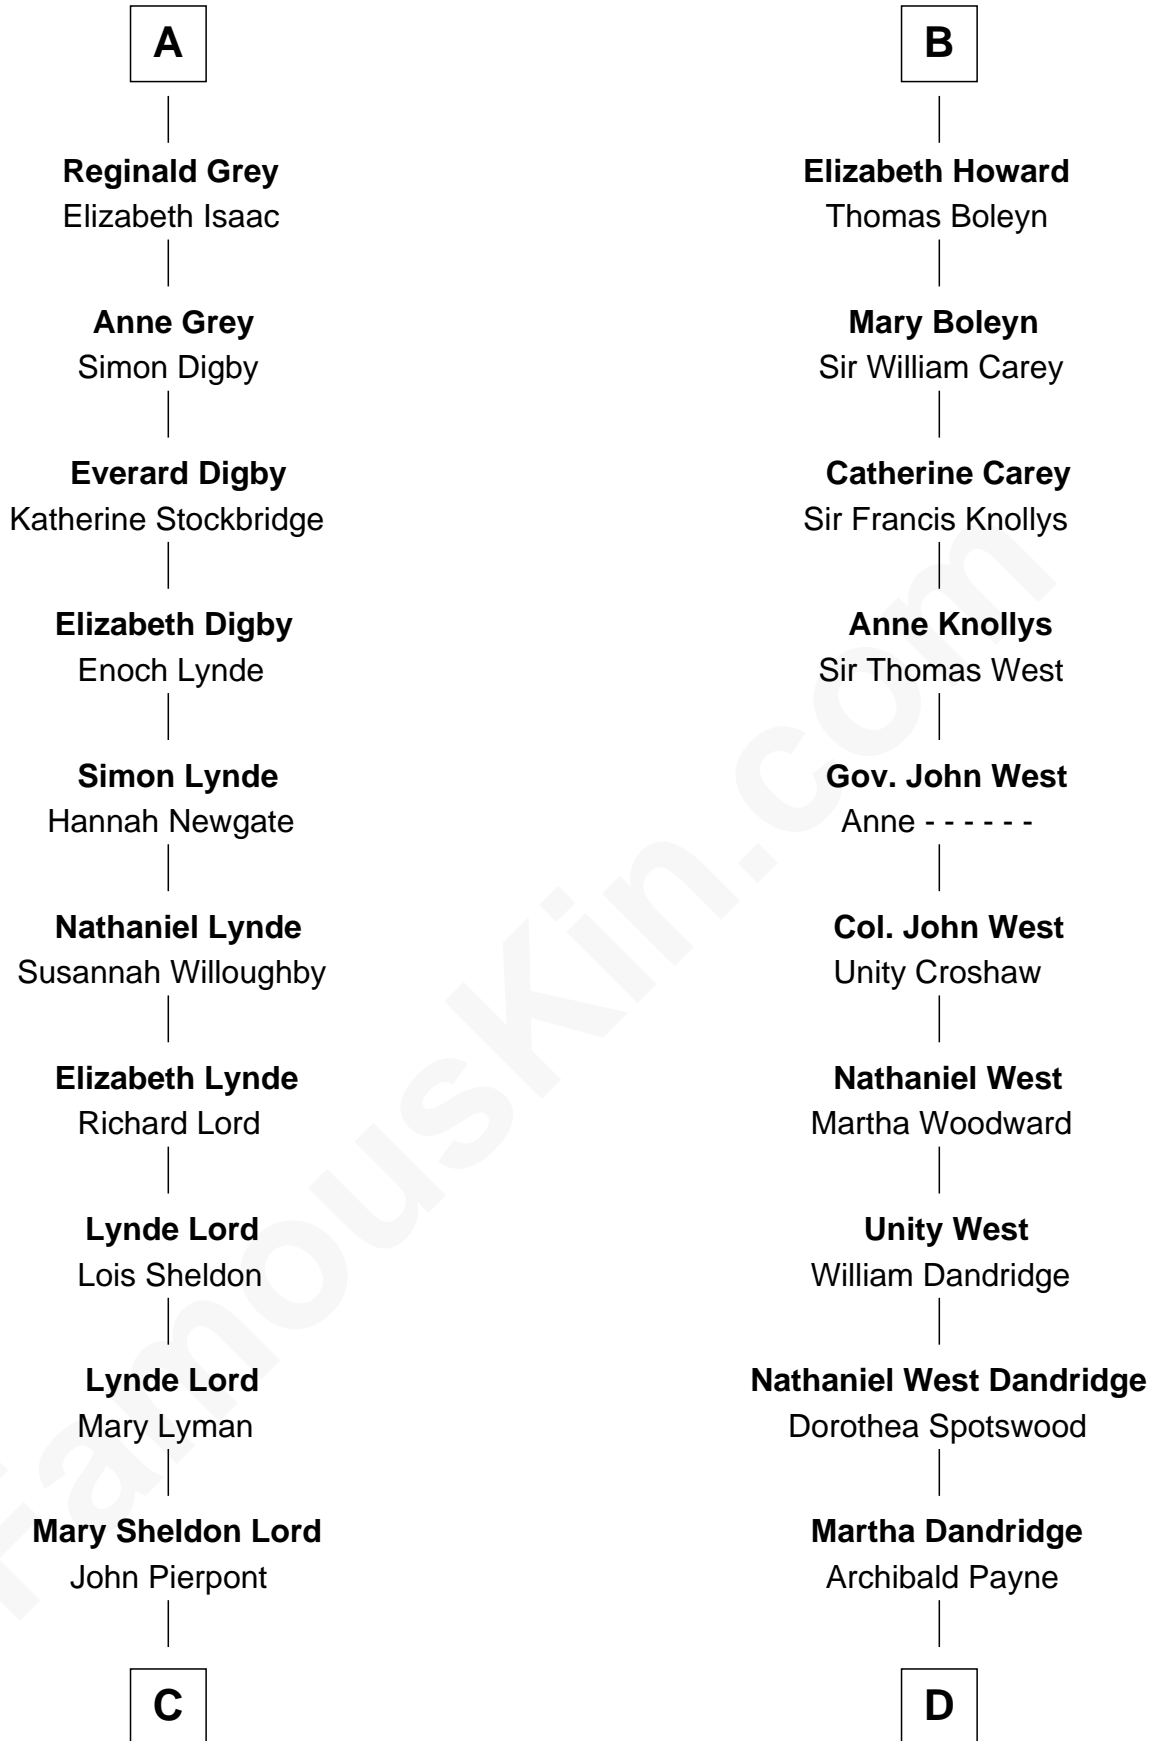 A
Reginald Grey
Elizabeth Isaac
Anne Grey
Simon Digby
Everard Digby
Katherine Stockbridge
Elizabeth Digby
Enoch Lynde
Simon Lynde
Hannah Newgate
Nathaniel Lynde
Susannah Willoughby
Elizabeth Lynde
Richard Lord
Lynde Lord
Lois Sheldon
Lynde Lord
Mary Lyman
Mary Sheldon Lord
John Pierpont
C
B
Elizabeth Howard
Thomas Boleyn
Mary Boleyn
Sir William Carey
Catherine Carey
Sir Francis Knollys
Anne Knollys
Sir Thomas West
Gov. John West
Anne - - - - - -
Col. John West
Unity Croshaw
Nathaniel West
Martha Woodward
Unity West
William Dandridge
Nathaniel West Dandridge
Dorothea Spotswood
Martha Dandridge
Archibald Payne
D
FamousKin.com